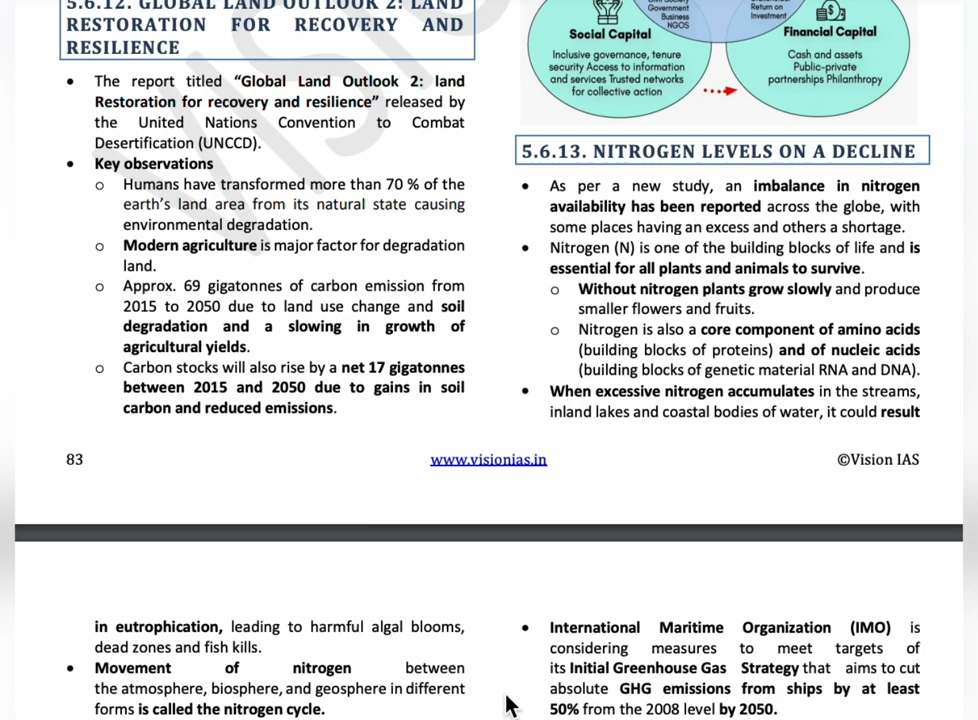 5.6.12. GLOBAL LAND OUTLOOK 2: LAND
RESTORATION FOR RECOVERY AND
RESILIENCE
• The report titled “Global Land Outlook 2: land
Restoration for recovery and resilience” released by
the United Nations Convention to Combat
Desertification (UNCCD).
• Key observations
o Humans have transformed more than 70 % of the
earth’s land area from its natural state causing
environmental degradation.
o Modern agriculture is major factor for degradation
land.
o Approx. 69 gigatonnes of carbon emission from
2015 to 2050 due to land use change and soil
degradation and a slowing in growth of
agricultural yields.
o Carbon stocks will also rise by a net 17 gigatonnes
between 2015 and 2050 due to gains in soil
carbon and reduced emissions.
Government
Business
NGOS
Return on
Investment
Social Capital
Inclusive governance, tenure
security Access to information
and services Trusted networks
for collective action
Financial Capital
Cash and assets
Public-private
partnerships Philanthropy
5.6.13. NITROGEN LEVELS ON A DECLINE
• As per a new study, an imbalance in nitrogen
availability has been reported across the globe, with
some places having an excess and others a shortage.
• Nitrogen (N) is one of the building blocks of life and is
essential for all plants and animals to survive.
o Without nitrogen plants grow slowly and produce
smaller flowers and fruits.
o Nitrogen is also a core component of amino acids
(building blocks of proteins) and of nucleic acids
(building blocks of genetic material RNA and DNA).
• When excessive nitrogen accumulates in the streams,
inland lakes and coastal bodies of water, it could result
83
www.visionias.in
©Vision IAS
in eutrophication, leading to harmful algal blooms,
dead zones and fish kills.
• Movement of nitrogen between
the atmosphere, biosphere, and geosphere in different
forms is called the nitrogen cycle.
• International Maritime Organization (IMO) is
considering measures to meet targets of
its Initial Greenhouse Gas Strategy that aims to cut
absolute GHG emissions from ships by at least
50% from the 2008 level by 2050.